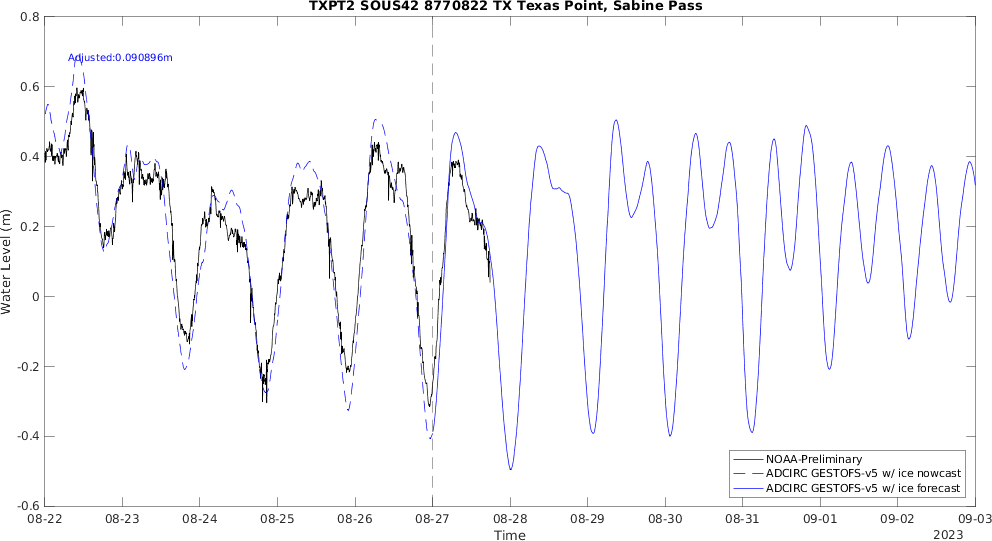 TXPT2 SOUS42 8770822 TX Texas Point, Sabine Pass
Adjusted:0.090896m
0.8
0.6
0.4
0.2
0
-0.2
-0.4
-0.6
Water Level (m)
NOAA-Preliminary
ADCIRC GESTOFS-v5 w/ ice nowcast
ADCIRC GESTOFS-v5 w/ ice forecast
08-22 08-23 08-24 08-25 08-26 08-27 08-28 08-29 08-30 08-31 09-01 09-02 09-03
Time
2023